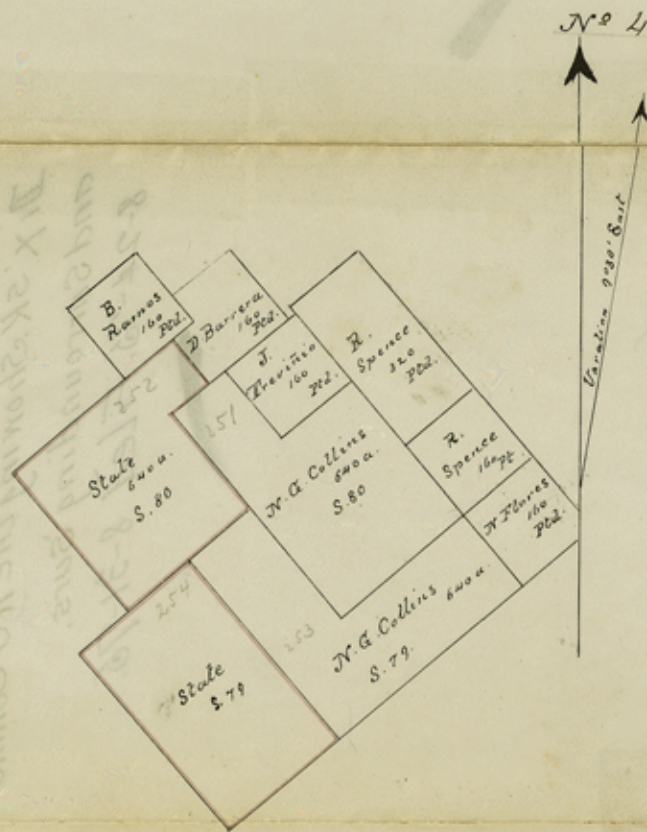 Nº 4
Variation 9°30' East
B.
Ramos
160
Ptd.
D Barrera
160
Ptd.
J.
Treviñio
160
Ptd.
R.
Spence
320
Ptd.
252
State
640 a.
S. 80
251
N. G. Collins
640 a.
S. 80
R.
Spence
160 Pt.
N Flores
160
Ptd.
254
State
S. 79
253
N. G. Collins 640 a.
S. 79.